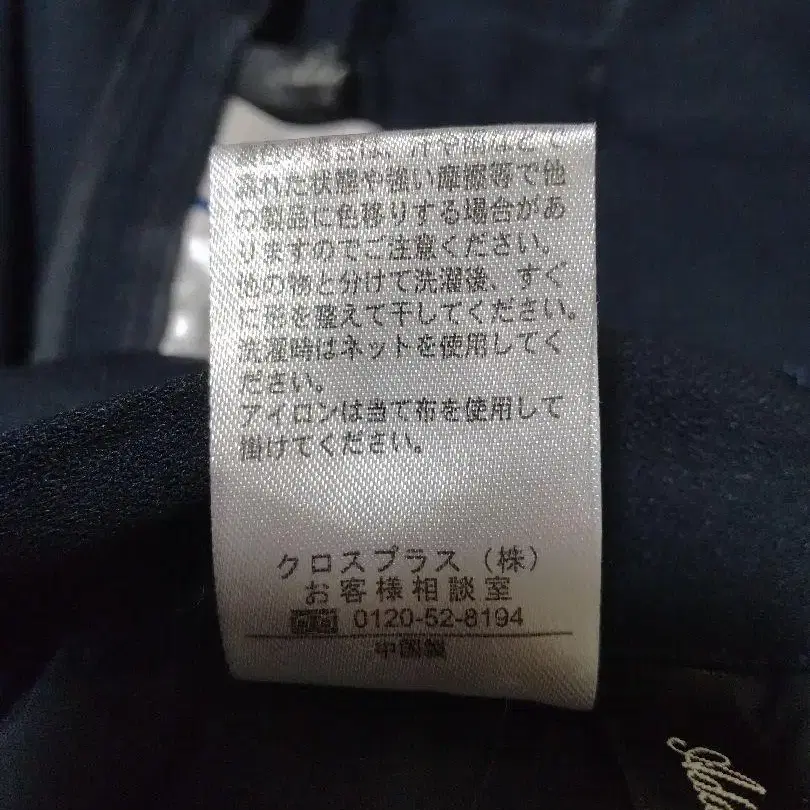 濡れた状態や強い摩擦等で他
の製品に色移りする場合があ
りますのでご注意ください。
他の物と分けて洗濯後、すぐ
に形を整えて干してください。
洗濯時はネットを使用してく
ださい。
アイロンは当て布を使用して
掛けてください。
クロスプラス（株）
お客様相談室
0120-52-8194
中国製